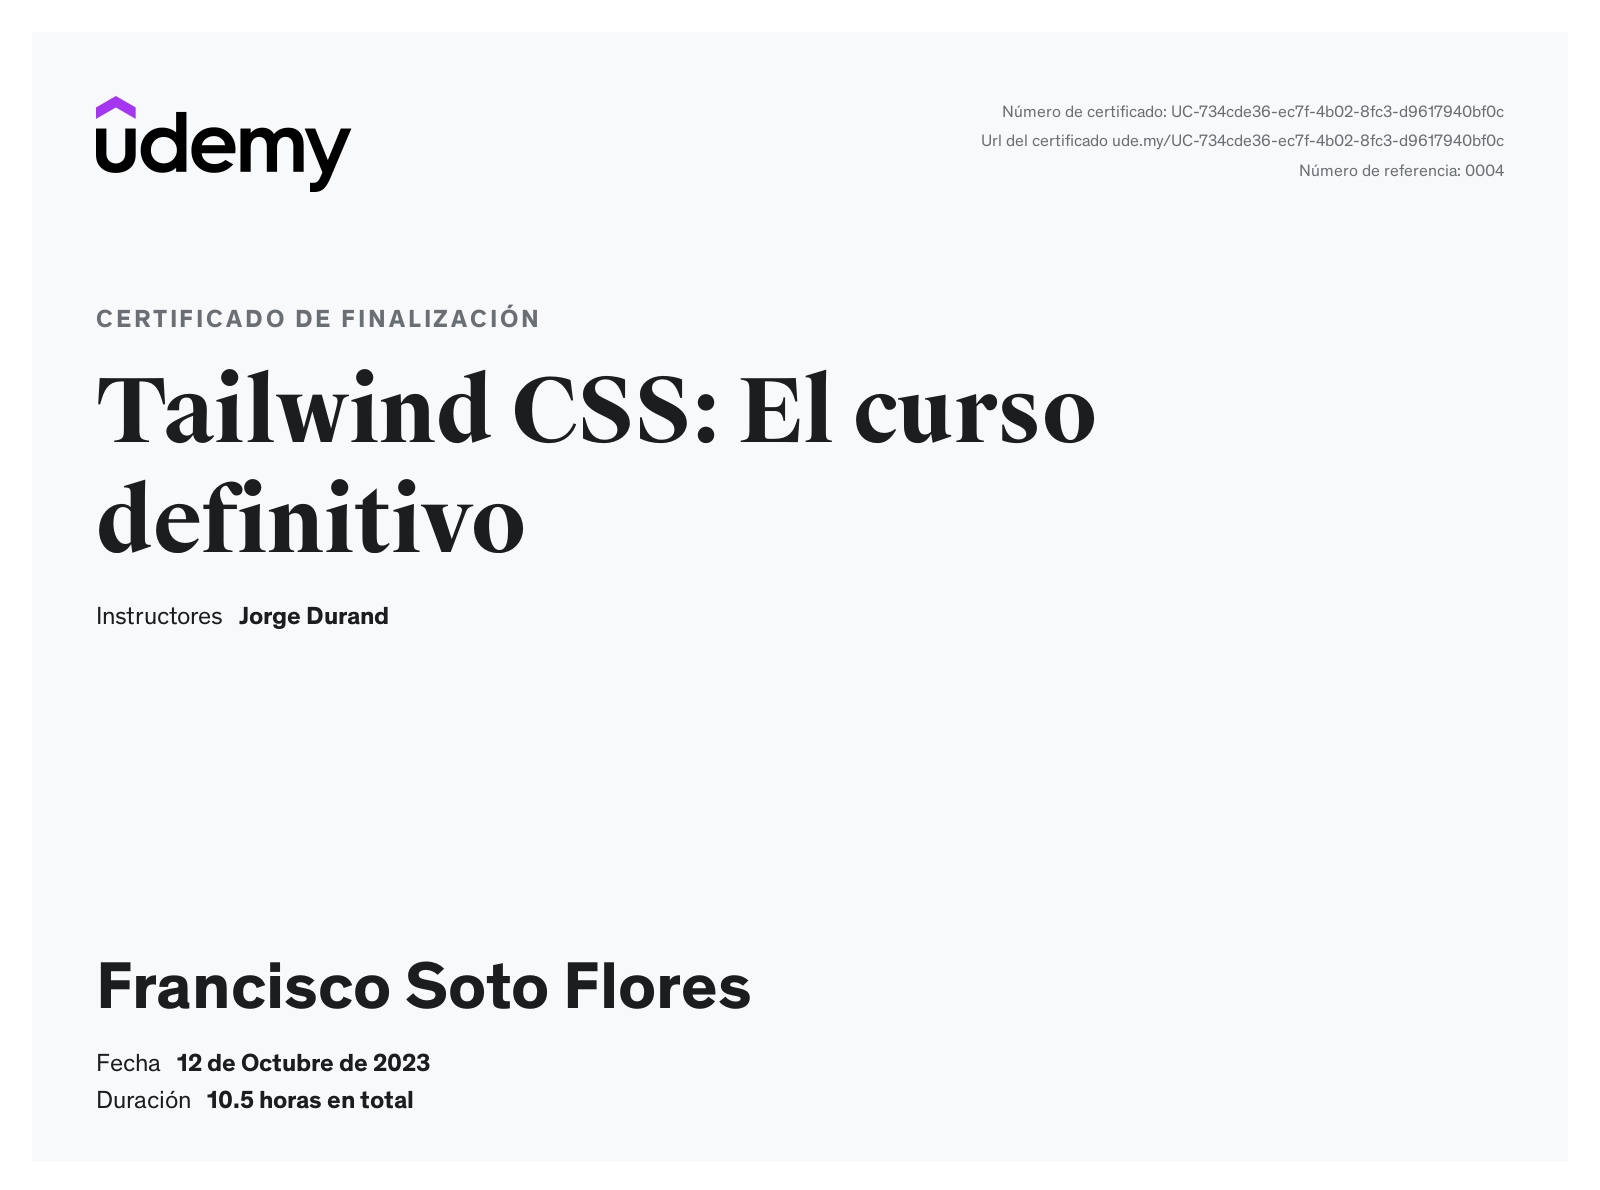 udemy
Número de certificado: UC-734cde36-ec7f-4b02-8fc3-d9617940bf0c
Url del certificado ude.my/UC-734cde36-ec7f-4b02-8fc3-d9617940bf0c
Número de referencia: 0004
CERTIFICADO DE FINALIZACIÓN
Tailwind CSS: El curso
definitivo
Instructores Jorge Durand
Francisco Soto Flores
Fecha 12 de Octubre de 2023
Duración 10.5 horas en total